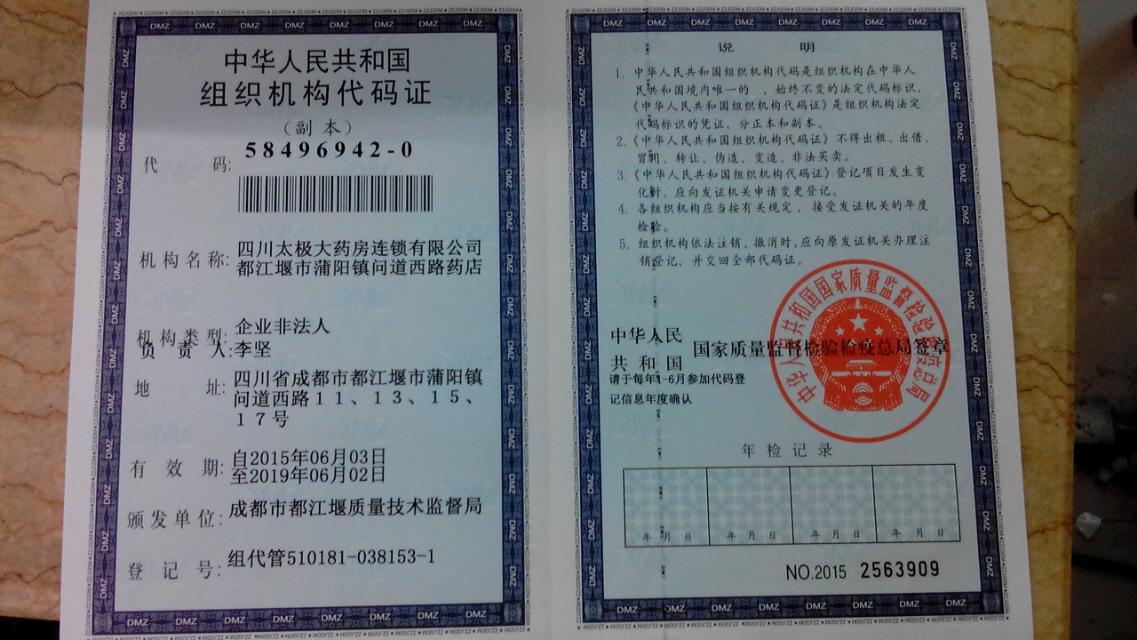 中华人民共和国
组织机构代码证
（副 本）
代 码: 58496942-0
机构名称: 四川太极大药房连锁有限公司
都江堰市蒲阳镇问道西路药店
机构类型: 企业非法人
负 责 人: 李坚
地 址: 四川省成都市都江堰市蒲阳镇
问道西路１１、１３、１５、
１７号
有 效 期: 自2015年06月03日
至2019年06月02日
颁发单位: 成都市都江堰质量技术监督局
登 记 号: 组代管510181-038153-1
说 明
1. 中华人民共和国组织机构代码是组织机构在中华人
民共和国境内唯一的 ，始终不变的法定代码标识，
《中华人民共和国组织机构代码证》是组织机构法定
代码标识的凭证，分正本和副本。
2.《中华人民共和国组织机构代码证》不得出租、出借、
冒用、转让、伪造、变造、非法买卖。
3.《中华人民共和国组织机构代码证》登记项目发生变
化时，应向发证机关申请变更登记。
4. 各组织机构应当按有关规定 ，接受发证机关的年度
检验。
5. 组织机构依法注销、撤消时,应向原发证机关办理注
销登记，并交回全部代码证。
中华人民
共 和 国 国家质量监督检验检疫总局签章
请于每年1-6月参加代码登
记信息年度确认
中华人民共和国国家质量监督检验检疫总局
年 检 记 录
年 月 日 年 月 日 年 月 日 年 月 日
NO.2015 2563909